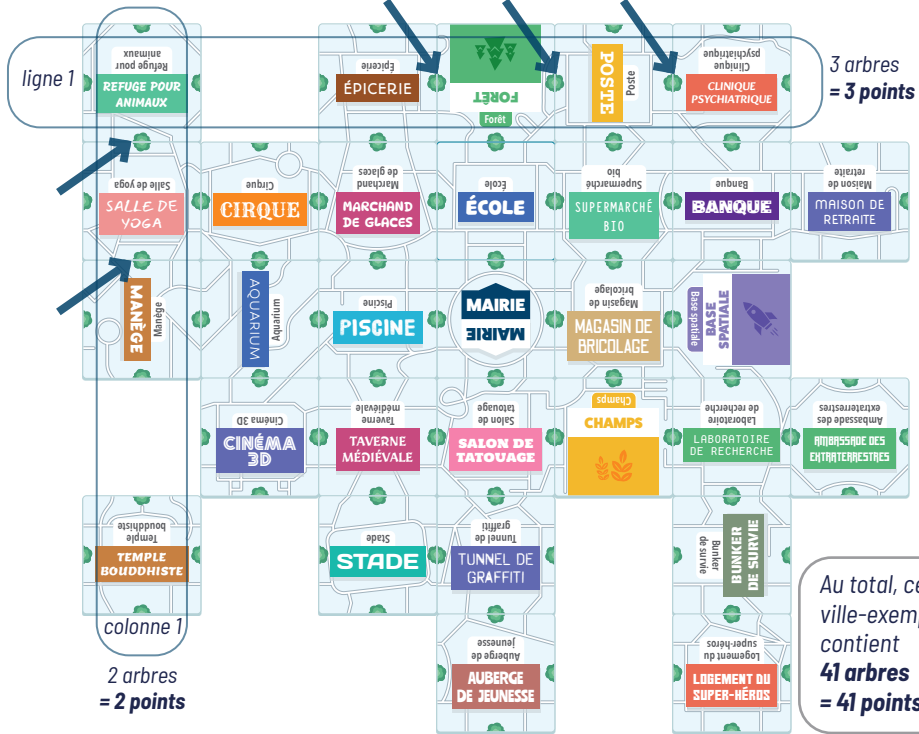 ligne 1
Refuge pour
animaux
REFUGE POUR
ANIMAUX
Épicerie
ÉPICERIE
FORÊT
Forêt
POSTE
Poste
Clinique
psychiatrique
CLINIQUE
PSYCHIATRIQUE
3 arbres
= 3 points
Salle de yoga
SALLE DE
YOGA
Cirque
CIRQUE
Marchand
de glaces
MARCHAND
DE GLACES
École
ÉCOLE
Supermarché
bio
SUPERMARCHÉ
BIO
Banque
BANQUE
Maison de
retraite
MAISON DE
RETRAITE
MANÈGE
Manège
AQUARIUM
Aquarium
Piscine
PISCINE
MAIRIE
MAIRIE
Magasin de
bricolage
MAGASIN DE
BRICOLAGE
Base spatiale
BASE
SPATIALE
Cinéma 3D
CINÉMA
3D
Taverne
médiévale
TAVERNE
MÉDIÉVALE
Salon de
tatouage
SALON DE
TATOUAGE
Champs
CHAMPS
Laboratoire
de recherche
LABORATOIRE
DE RECHERCHE
Ambassade des
extraterrestres
AMBASSADE DES
EXTRATERRESTRES
Temple
bouddhiste
TEMPLE
BOUDDHISTE
Stade
STADE
Tunnel de
graffiti
TUNNEL DE
GRAFFITI
Bunker
de survie
BUNKER
DE SURVIE
colonne 1
2 arbres
= 2 points
Auberge de
jeunesse
AUBERGE
DE JEUNESSE
Logement du
super-héros
LOGEMENT DU
SUPER-HÉROS
Au total, ce
ville-exemp
contient
41 arbres
= 41 points